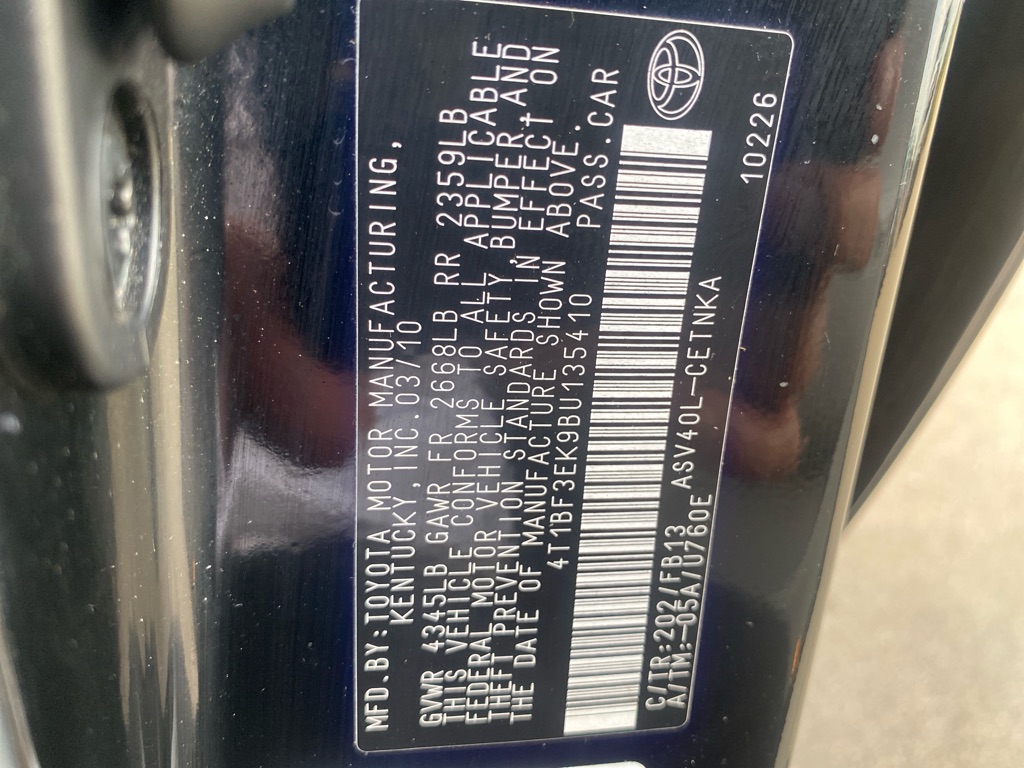 MFD.BY:TOYOTA MOTOR MANUFACTURING,
KENTUCKY,INC.03/10
GVWR 4345LB GAWR FR 2668LB RR 2359LB
THIS VEHICLE CONFORMS TO ALL APPLICABLE
FEDERAL MOTOR VEHICLE SAFETY,BUMPER,AND
THEFT PREVENTION STANDARDS IN EFFECT ON
THE DATE OF MANUFACTURE SHOWN ABOVE.
4T1BF3EK9BU135410 PASS.CAR
C/TR:202/FB13
A/TM:-05A/U760E ASV40L-CETNKA
10226